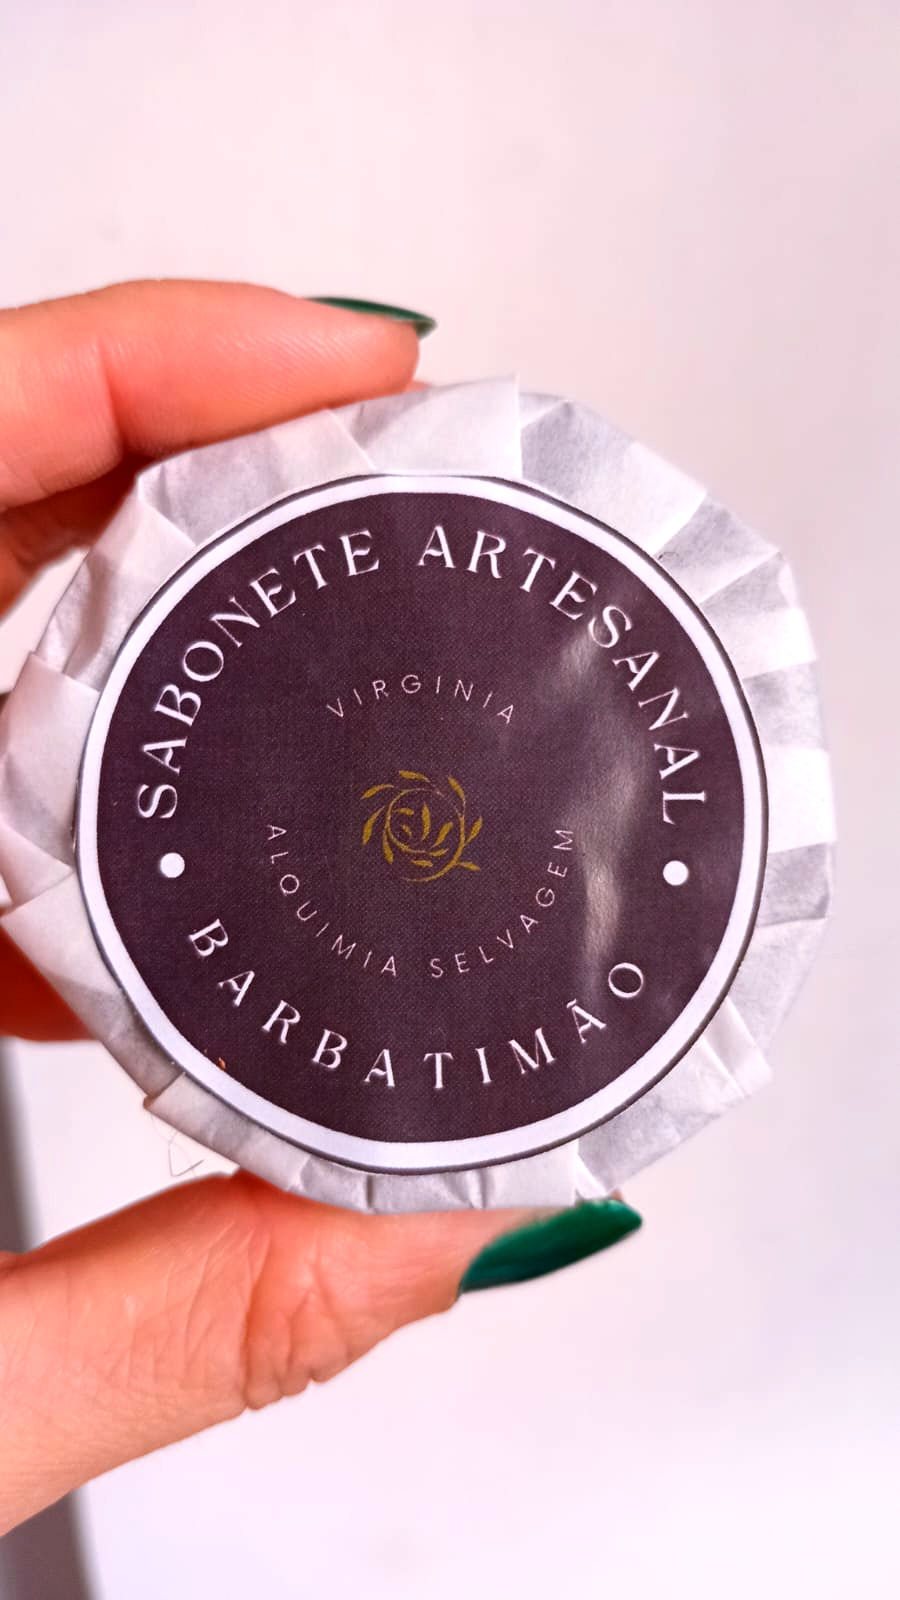 SABONETE ARTESANAL
VIRGINIA
ALQUIMIA SELVAGEM
BARBATIMÃO